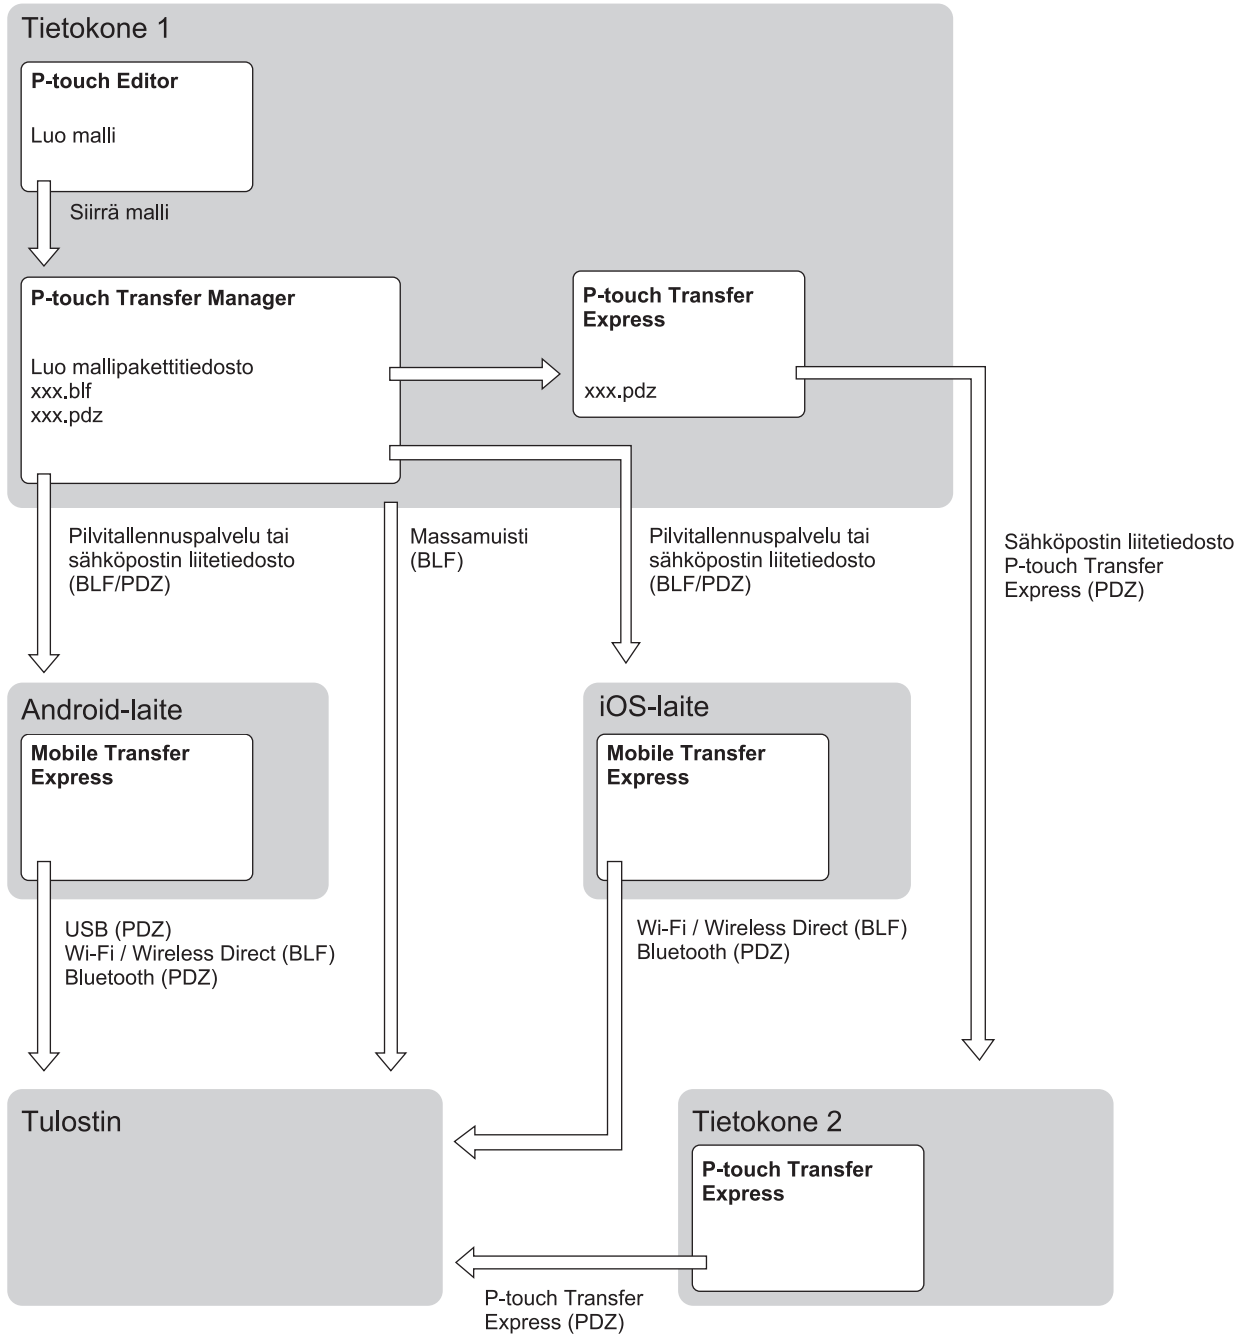 Tietokone 1
P-touch Editor
Luo malli
Siirrä malli
P-touch Transfer Manager
Luo mallipakettitiedosto
xxx.blf
xxx.pdz
P-touch Transfer
Express
xxx.pdz
Pilvitallennuspalvelu tai
sähköpostin liitetiedosto
(BLF/PDZ)
Massamuisti
(BLF)
Pilvitallennuspalvelu tai
sähköpostin liitetiedosto
(BLF/PDZ)
Sähköpostin liitetiedosto
P-touch Transfer
Express (PDZ)
Android-laite
Mobile Transfer
Express
iOS-laite
Mobile Transfer
Express
USB (PDZ)
Wi-Fi / Wireless Direct (BLF)
Bluetooth (PDZ)
Wi-Fi / Wireless Direct (BLF)
Bluetooth (PDZ)
Tulostin
Tietokone 2
P-touch Transfer
Express
P-touch Transfer
Express (PDZ)